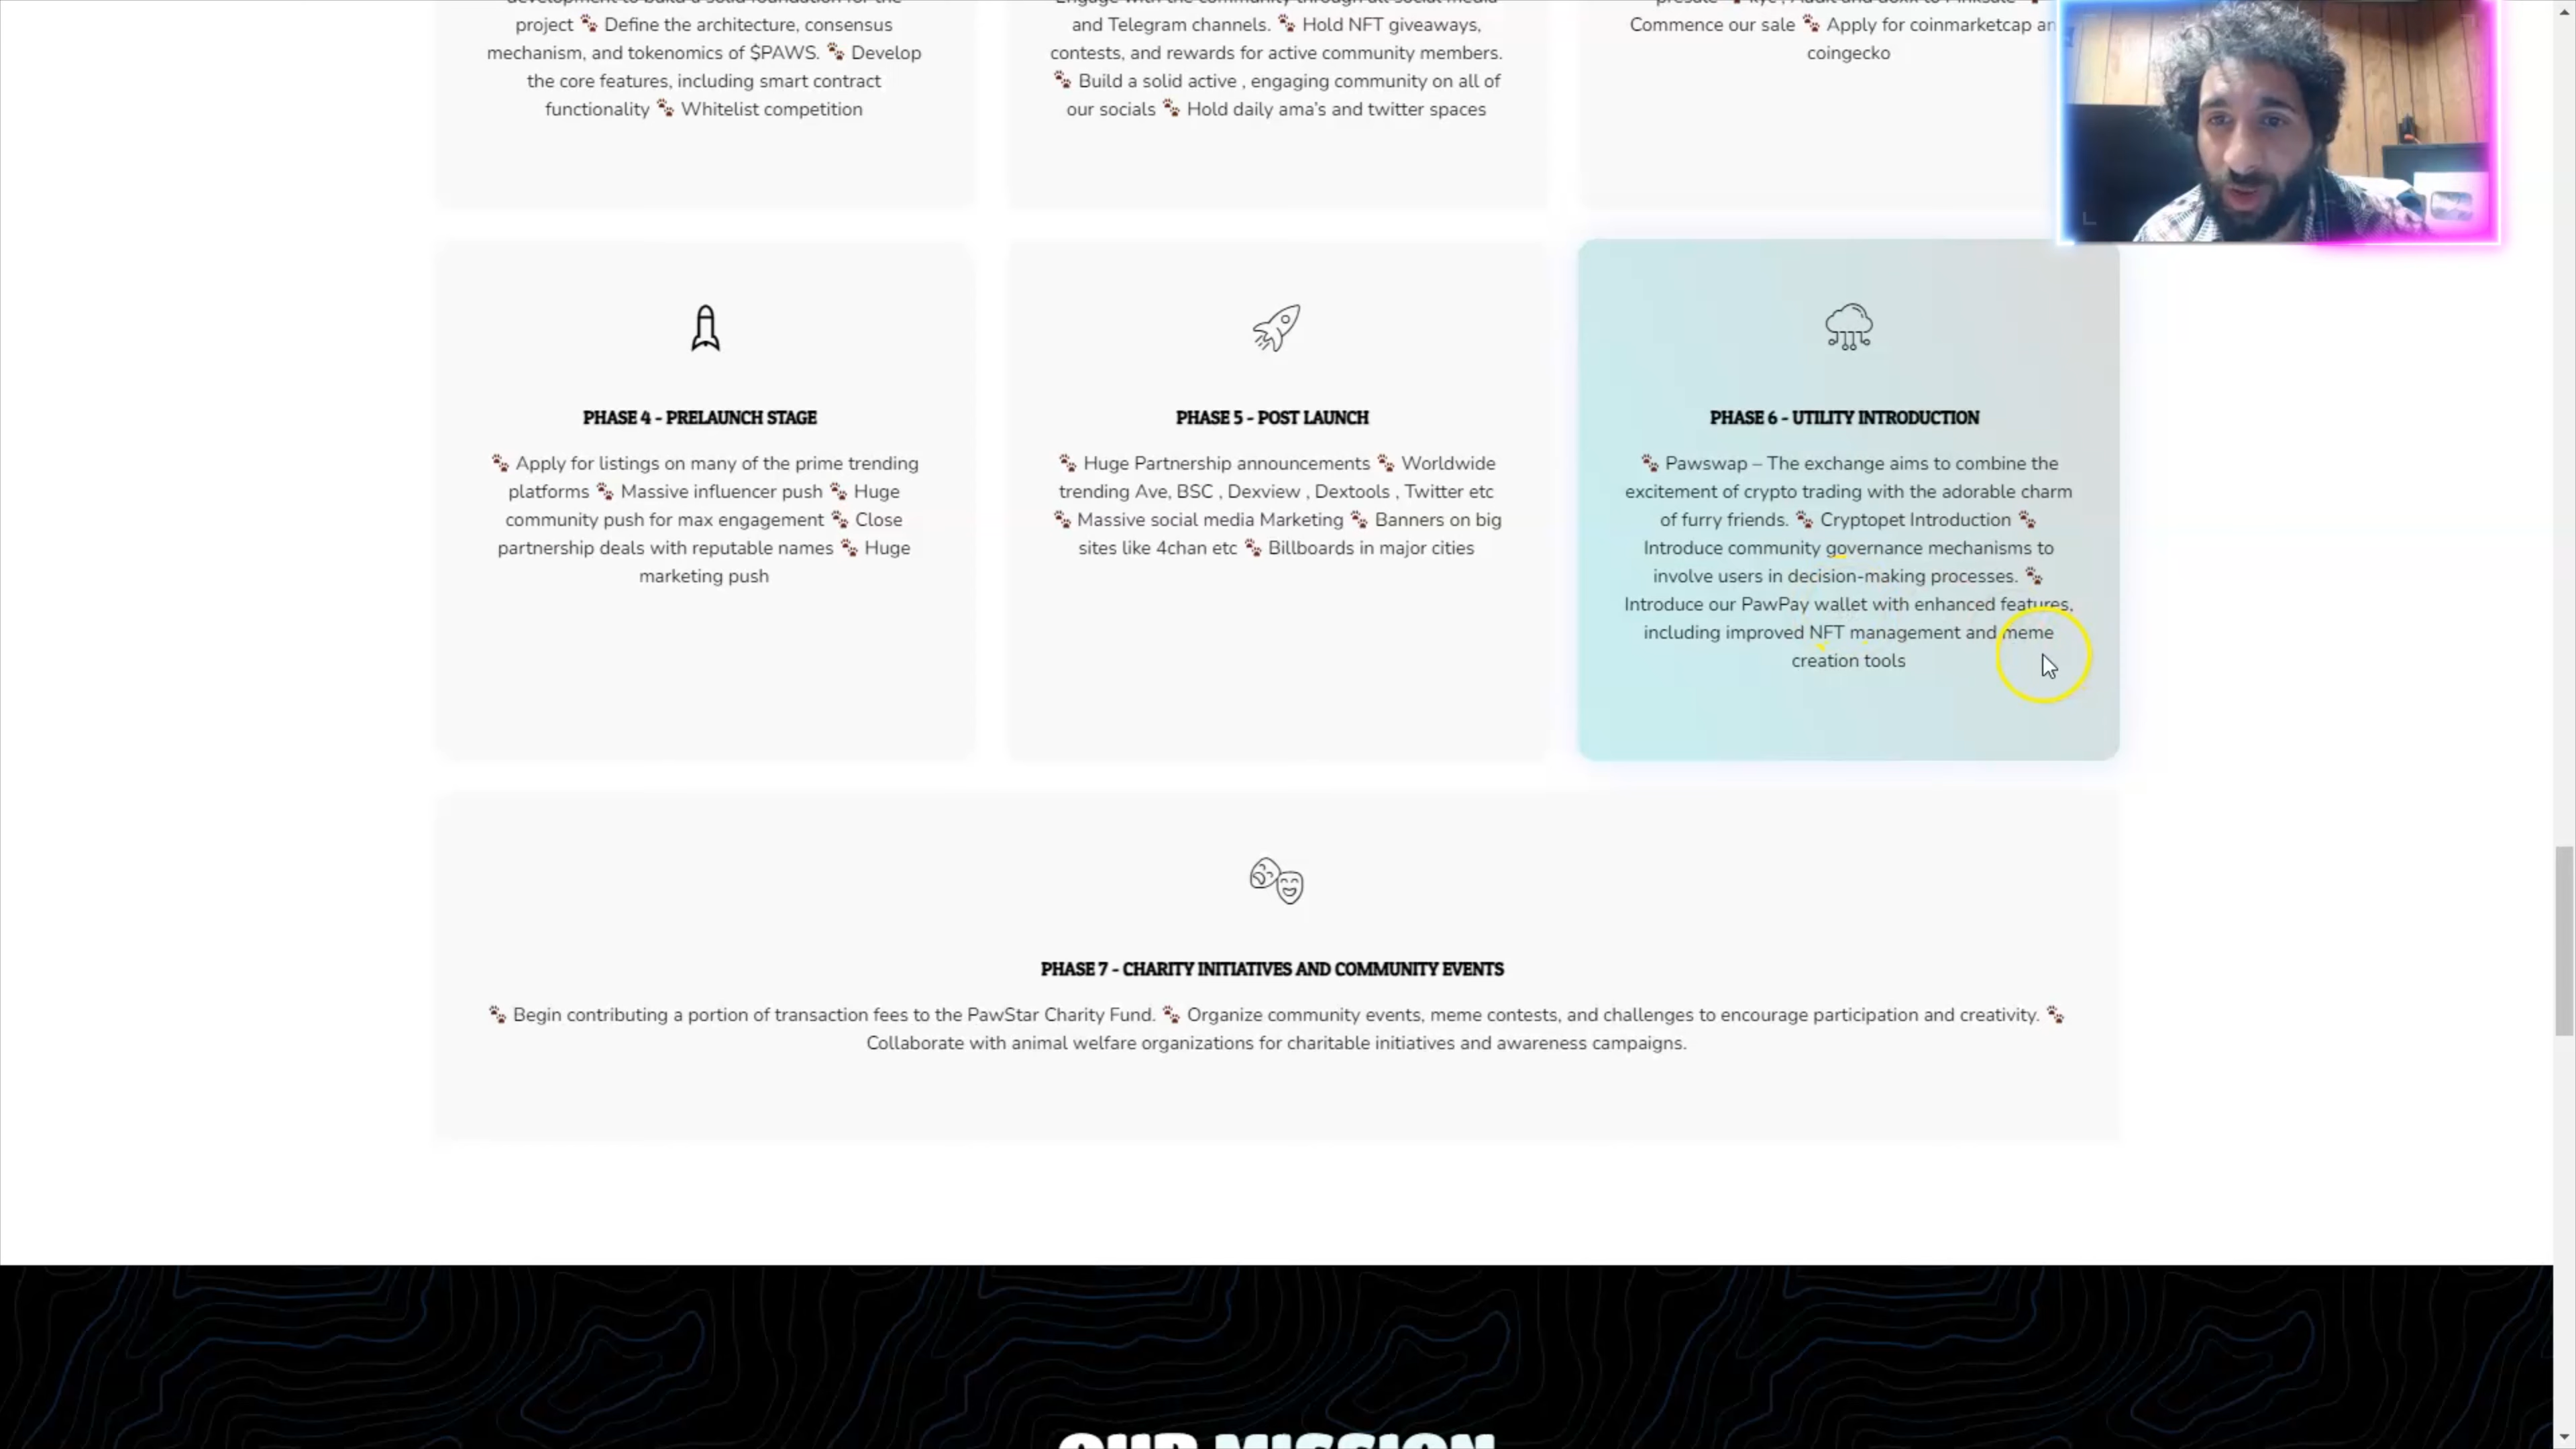 project 🐾 Define the architecture, consensus
mechanism, and tokenomics of $PAWS. 🐾 Develop
the core features, including smart contract
functionality 🐾 Whitelist competition
Engage with the community through all social media
and Telegram channels. 🐾 Hold NFT giveaways,
contests, and rewards for active community members.
🐾 Build a solid active , engaging community on all of
our socials 🐾 Hold daily ama's and twitter spaces
Commence our sale 🐾 Apply for coinmarketcap an
coingecko
PHASE 4 - PRELAUNCH STAGE
🐾 Apply for listings on many of the prime trending
platforms 🐾 Massive influencer push 🐾 Huge
community push for max engagement 🐾 Close
partnership deals with reputable names 🐾 Huge
marketing push
PHASE 5 - POST LAUNCH
🐾 Huge Partnership announcements 🐾 Worldwide
trending Ave, BSC , Dexview , Dextools , Twitter etc
🐾 Massive social media Marketing 🐾 Banners on big
sites like 4chan etc 🐾 Billboards in major cities
PHASE 6 - UTILITY INTRODUCTION
🐾 Pawswap – The exchange aims to combine the
excitement of crypto trading with the adorable charm
of furry friends. 🐾 Cryptopet Introduction 🐾
Introduce community governance mechanisms to
involve users in decision-making processes. 🐾
Introduce our PawPay wallet with enhanced features,
including improved NFT management and meme
creation tools
PHASE 7 - CHARITY INITIATIVES AND COMMUNITY EVENTS
🐾 Begin contributing a portion of transaction fees to the PawStar Charity Fund. 🐾 Organize community events, meme contests, and challenges to encourage participation and creativity. 🐾
Collaborate with animal welfare organizations for charitable initiatives and awareness campaigns.
OUR MISSION